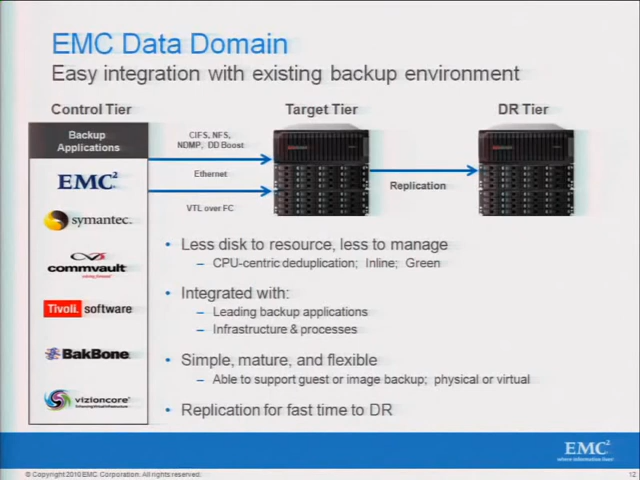 EMC Data Domain
Easy integration with existing backup environment
Control Tier
Target Tier
DR Tier
Backup
Applications
CIFS, NFS,
NDMP, DD Boost
Ethernet
VTL over FC
Replication
EMC²
symantec.
commvault
Tivoli. software
BakBone
vizioncore
• Less disk to resource, less to manage
– CPU-centric deduplication; Inline; Green
• Integrated with:
– Leading backup applications
– Infrastructure & processes
• Simple, mature, and flexible
– Able to support guest or image backup; physical or virtual
• Replication for fast time to DR
EMC²
where information lives®
© Copyright 2010 EMC Corporation. All rights reserved.
12